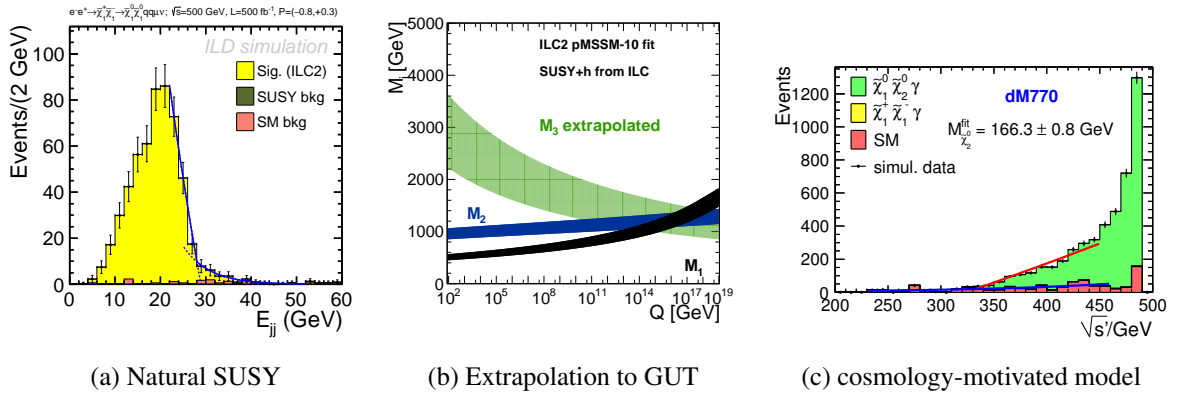 e⁻e⁺→χ̃₁⁺χ̃₁⁻→χ̃₁⁰χ̃₁⁰qqμν; √s=500 GeV, L=500 fb⁻¹, P=(−0.8,+0.3)
ILD simulation
Sig. (ILC2)
SUSY bkg
SM bkg
Events/(2 GeV)
100
80
60
40
20
0
0 10 20 30 40 50 60
E_jj (GeV)
(a) Natural SUSY
M_i [GeV]
5000
4000
3000
2000
1000
0
ILC2 pMSSM-10 fit
SUSY+h from ILC
M₃ extrapolated
M₂
M₁
10² 10⁵ 10⁸ 10¹¹ 10¹⁴ 10¹⁷ 10¹⁹
Q [GeV]
(b) Extrapolation to GUT
Events
χ̃₁⁰ χ̃₂⁰ γ
χ̃₁⁺ χ̃₁⁻ γ
SM
simul. data
dM770
M^fit_χ̃₂⁰ = 166.3 ± 0.8 GeV
1200
1000
800
600
400
200
0
200 250 300 350 400 450 500
√s'/GeV
(c) cosmology-motivated model